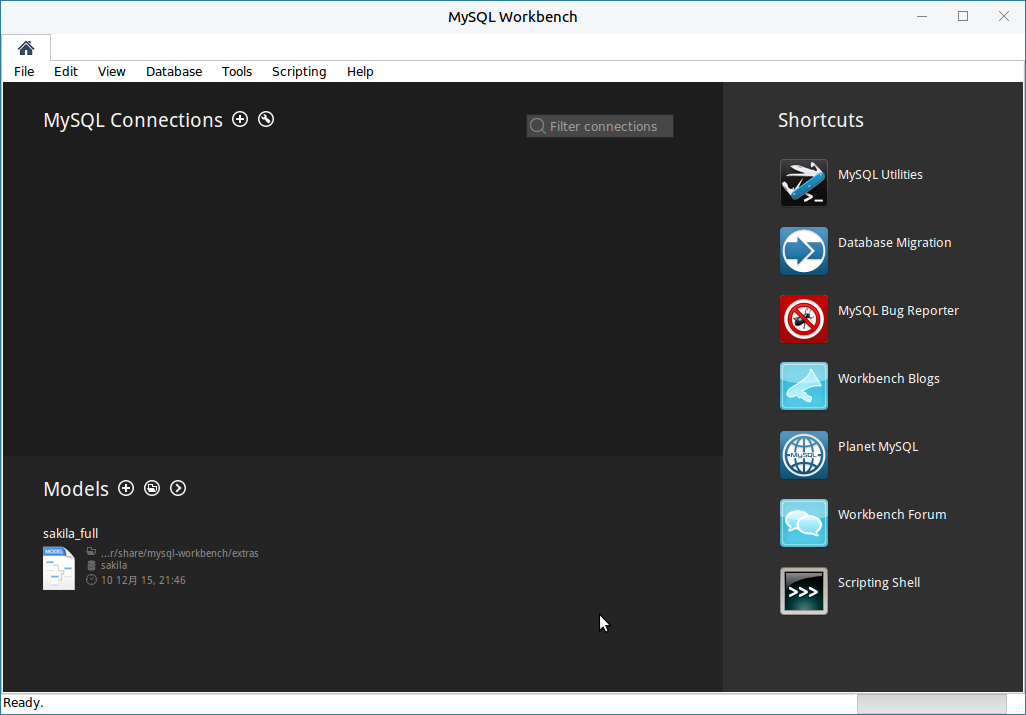 MySQL Workbench
File Edit View Database Tools Scripting Help
MySQL Connections
Filter connections
Shortcuts
MySQL Utilities
Database Migration
MySQL Bug Reporter
Workbench Blogs
MySQL
Planet MySQL
Workbench Forum
>>>
Scripting Shell
Models
sakila_full
MODEL
...r/share/mysql-workbench/extras
sakila
10 12月 15, 21:46
Ready.